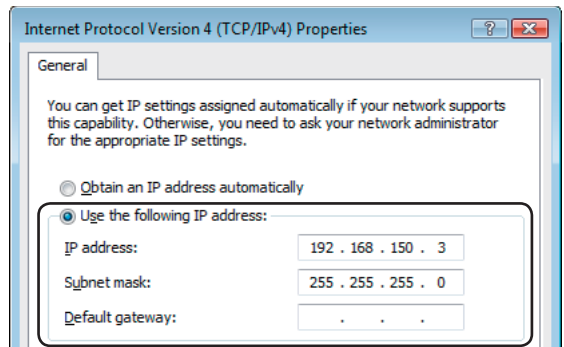 Internet Protocol Version 4 (TCP/IPv4) Properties
General
You can get IP settings assigned automatically if your network supports
this capability. Otherwise, you need to ask your network administrator
for the appropriate IP settings.
Obtain an IP address automatically
Use the following IP address:
IP address: 192 . 168 . 150 . 3
Subnet mask: 255 . 255 . 255 . 0
Default gateway: . . .